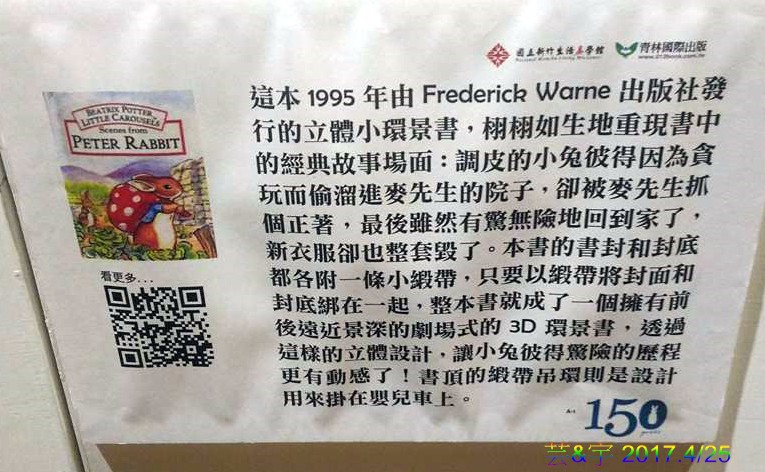 國立新竹生活美學館
青林國際出版
www.012book.com.tw
BEATRIX POTTER
LITTLE CAROUSELS
Scenes from
PETER RABBIT
看更多...
這本 1995 年由 Frederick Warne 出版社發
行的立體小環景書，栩栩如生地重現書中
的經典故事場面：調皮的小兔彼得因為貪
玩而偷溜進麥先生的院子，卻被麥先生抓
個正著，最後雖然有驚無險地回到家了，
新衣服卻也整套毀了。本書的書封和封底
都各附一條小緞帶，只要以緞帶將封面和
封底綁在一起，整本書就成了一個擁有前
後遠近景深的劇場式的 3D 環景書，透過
這樣的立體設計，讓小兔彼得驚險的歷程
更有動感了！書頂的緞帶吊環則是設計
用來掛在嬰兒車上。
150
芸&宇 2017.4/25